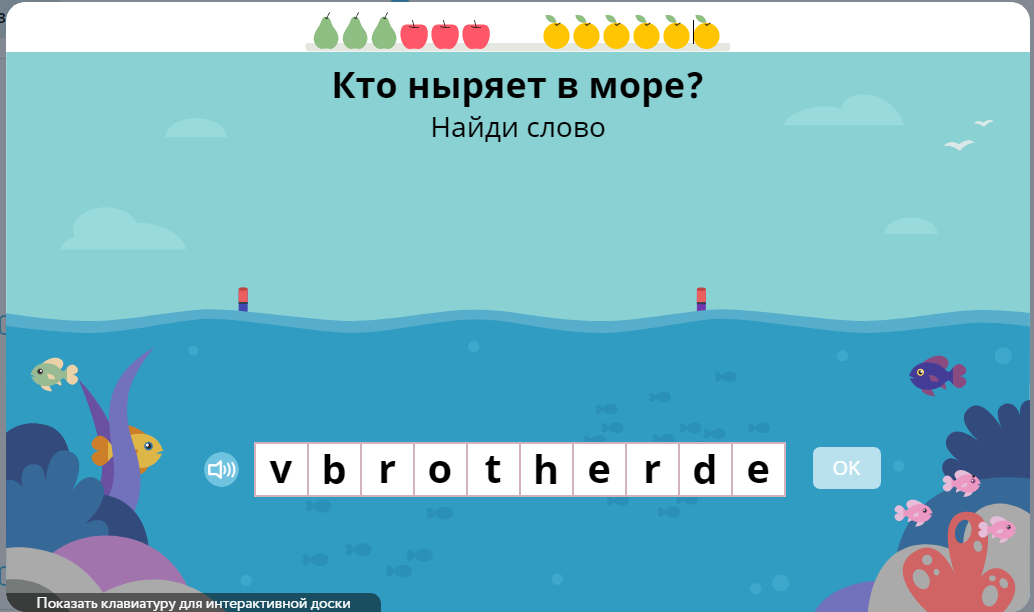 Кто ныряет в море?
Найди слово
v b r o t h e r d e
OK
Показать клавиатуру для интерактивной доски